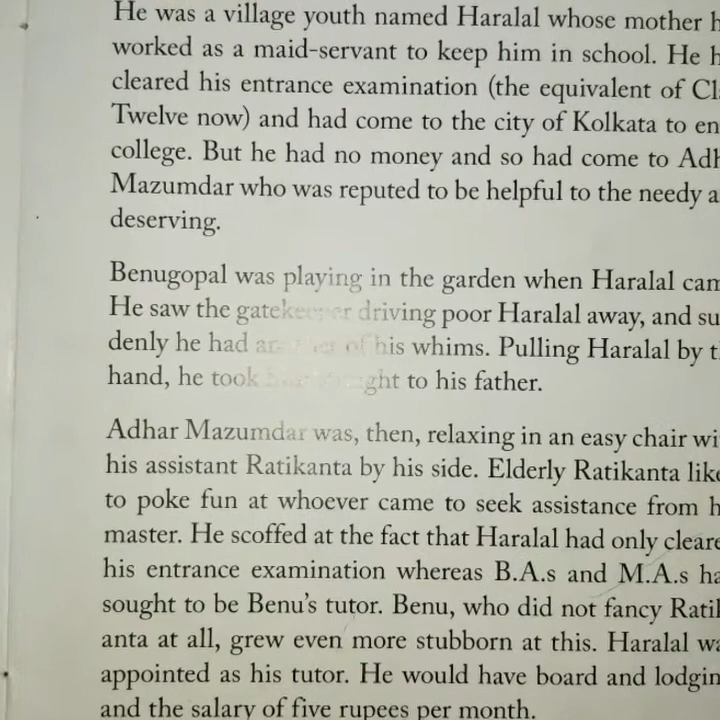 He was a village youth named Haralal whose mother h
worked as a maid-servant to keep him in school. He h
cleared his entrance examination (the equivalent of Cl
Twelve now) and had come to the city of Kolkata to en
college. But he had no money and so had come to Adh
Mazumdar who was reputed to be helpful to the needy a
deserving.
Benugopal was playing in the garden when Haralal cam
He saw the gatekeeper driving poor Haralal away, and su
denly he had another of his whims. Pulling Haralal by t
hand, he took to his father.
Adhar Mazumdar was, then, relaxing in an easy chair wi
his assistant Ratikanta by his side. Elderly Ratikanta like
to poke fun at whoever came to seek assistance from h
master. He scoffed at the fact that Haralal had only cleare
his entrance examination whereas B.A.s and M.A.s ha
sought to be Benu's tutor. Benu, who did not fancy Ratik
anta at all, grew even more stubborn at this. Haralal wa
appointed as his tutor. He would have board and lodgin
and the salary of five rupees per month.